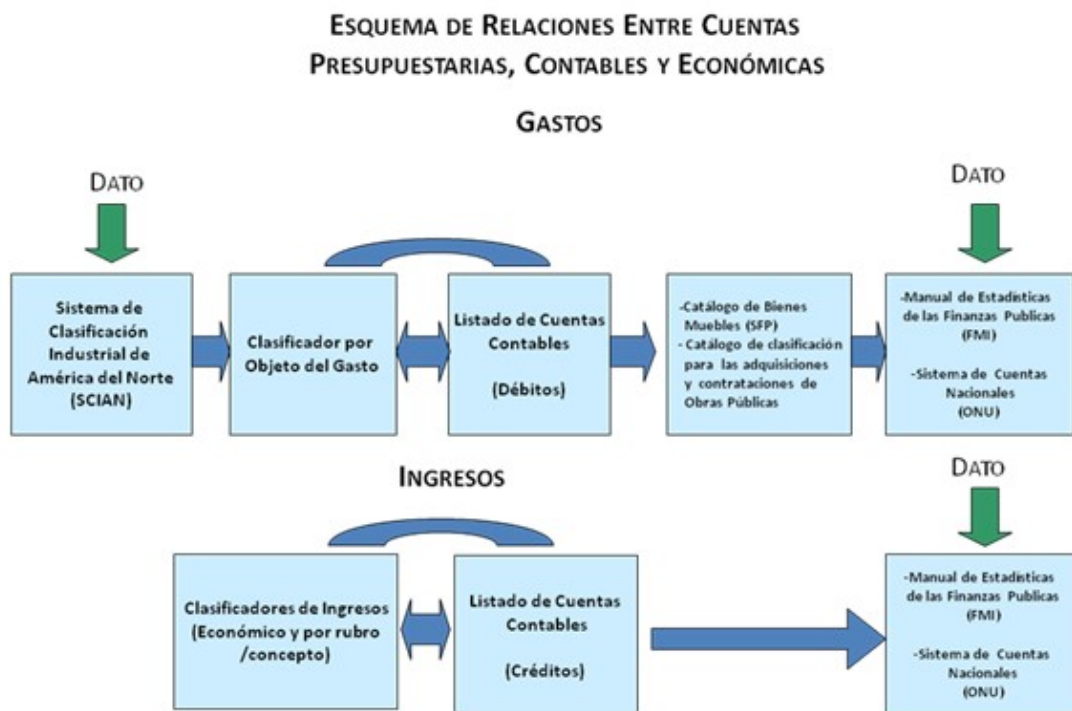 ESQUEMA DE RELACIONES ENTRE CUENTAS
PRESUPUESTARIAS, CONTABLES Y ECONÓMICAS
GASTOS
DATO
DATO
Sistema de
Clasificación
Industrial de
América del Norte
(SCIAN)
Clasificador por
Objeto del Gasto
Listado de Cuentas
Contables
(Débitos)
-Catálogo de Bienes
Muebles (SFP)
- Catálogo de clasificación
para las adquisiciones
y contrataciones de
Obras Públicas
-Manual de Estadísticas
de las Finanzas Publicas
(FMI)
-Sistema de Cuentas
Nacionales
(ONU)
INGRESOS
DATO
Clasificadores de Ingresos
(Económico y por rubro
/concepto)
Listado de Cuentas
Contables
(Créditos)
-Manual de Estadísticas
de las Finanzas Publicas
(FMI)
-Sistema de Cuentas
Nacionales
(ONU)